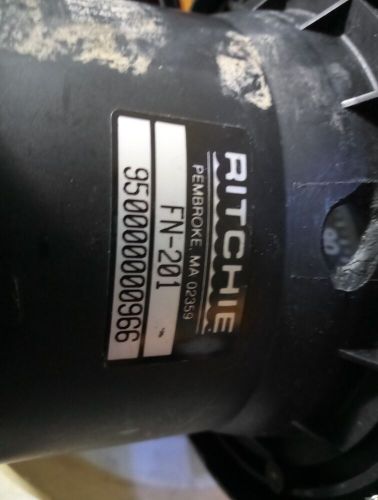 RITCHIE
PEMBROKE, MA 02359
FN-201
950000000966